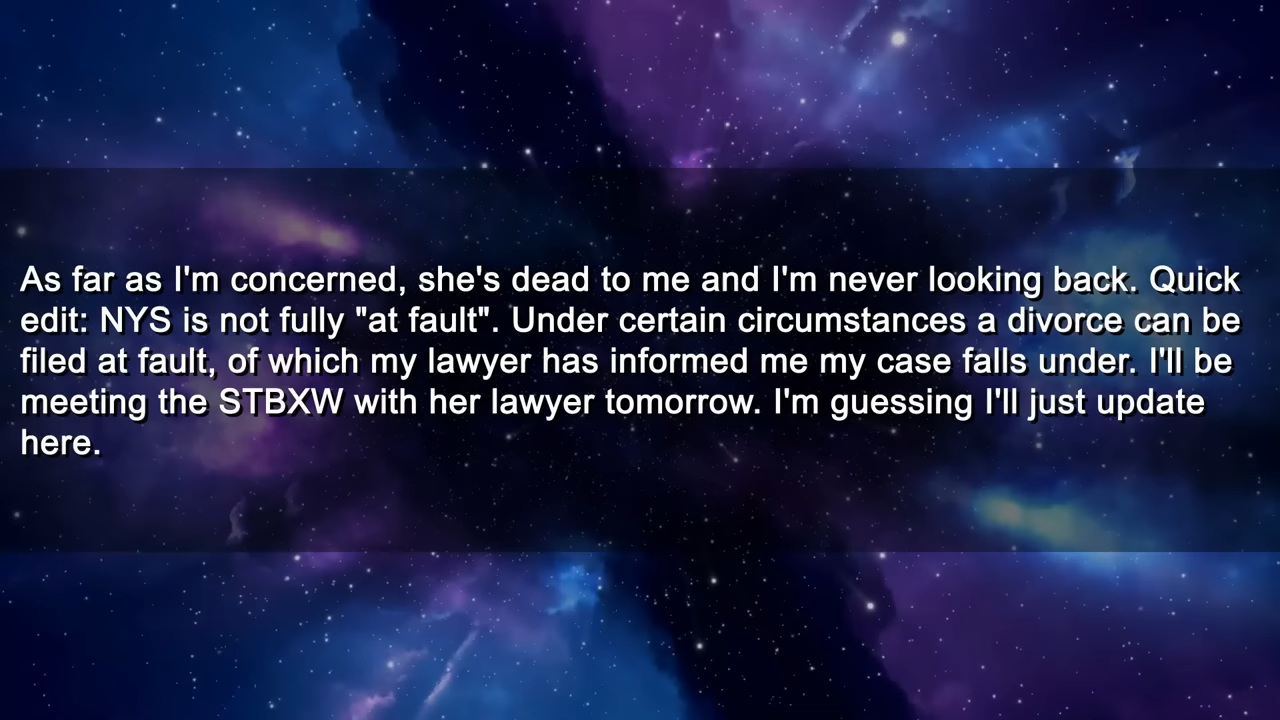 As far as I'm concerned, she's dead to me and I'm never looking back. Quick
edit: NYS is not fully "at fault". Under certain circumstances a divorce can be
filed at fault, of which my lawyer has informed me my case falls under. I'll be
meeting the STBXW with her lawyer tomorrow. I'm guessing I'll just update
here.